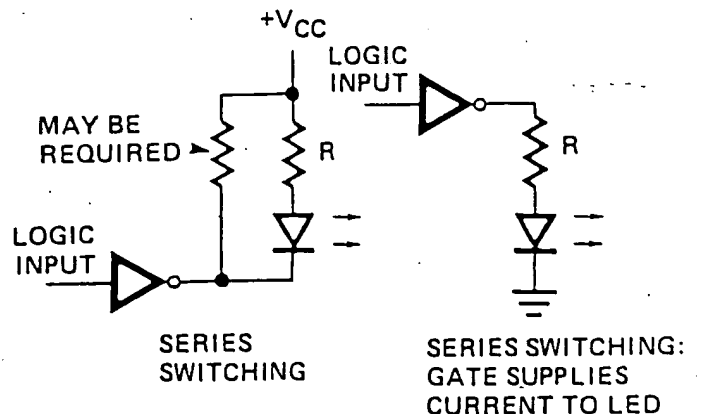 +VCC
LOGIC
INPUT
MAY BE
REQUIRED
R
R
LOGIC
INPUT
SERIES
SWITCHING
SERIES SWITCHING:
GATE SUPPLIES
CURRENT TO LED